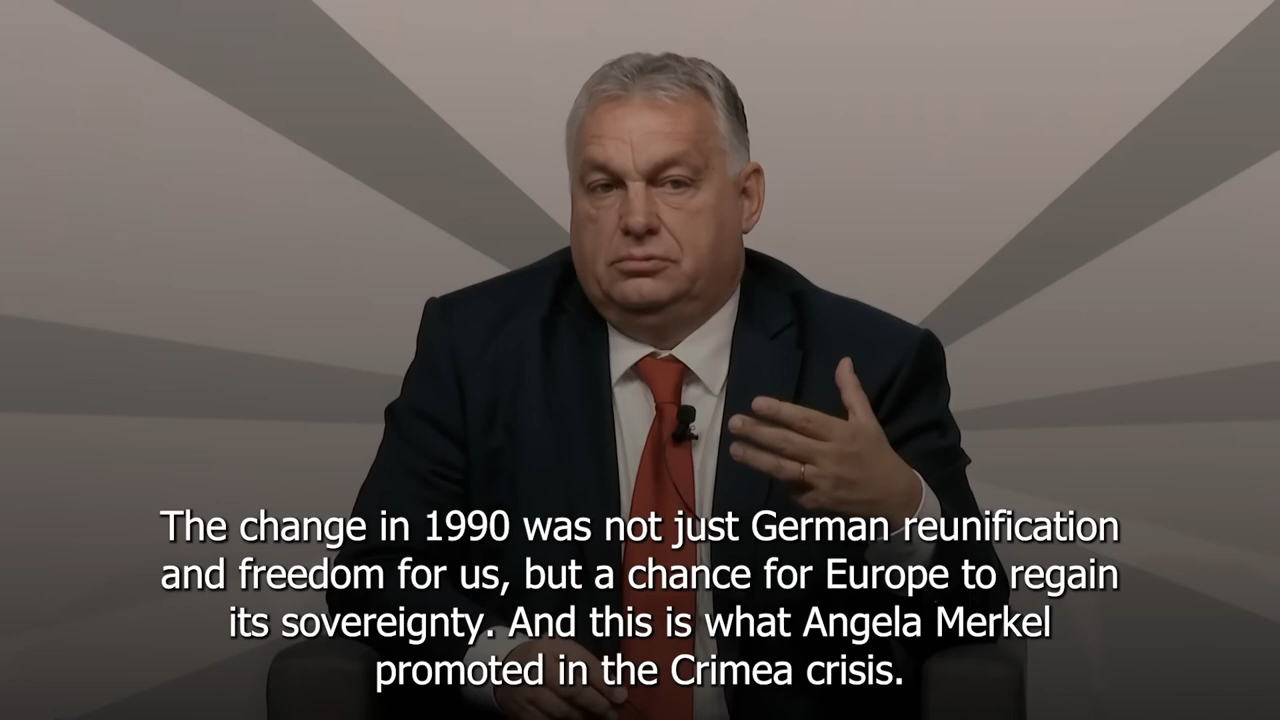 The change in 1990 was not just German reunification
and freedom for us, but a chance for Europe to regain
its sovereignty. And this is what Angela Merkel
promoted in the Crimea crisis.